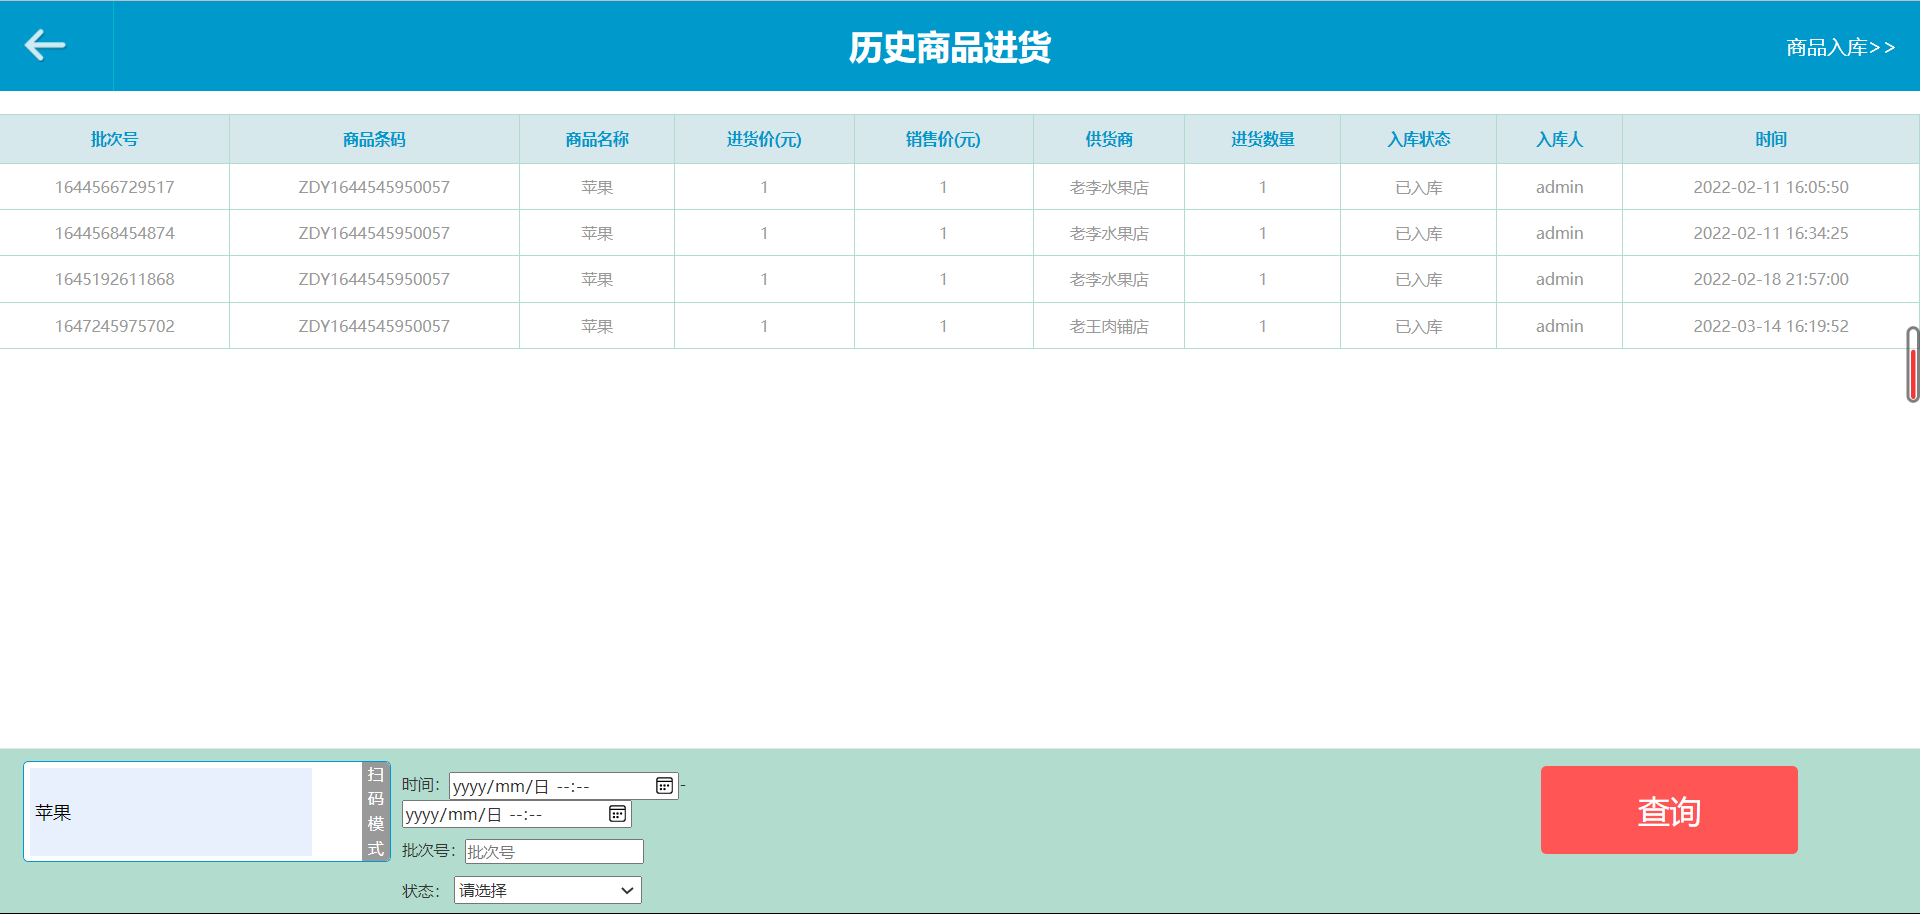 历史商品进货
商品入库>>
批次号 商品条码 商品名称 进货价(元) 销售价(元) 供货商 进货数量 入库状态 入库人 时间
1644566729517 ZDY1644545950057 苹果 1 1 老李水果店 1 已入库 admin 2022-02-11 16:05:50
1644568454874 ZDY1644545950057 苹果 1 1 老李水果店 1 已入库 admin 2022-02-11 16:34:25
1645192611868 ZDY1644545950057 苹果 1 1 老李水果店 1 已入库 admin 2022-02-18 21:57:00
1647245975702 ZDY1644545950057 苹果 1 1 老王肉铺店 1 已入库 admin 2022-03-14 16:19:52
苹果
扫
码
模
式
时间: yyyy/mm/日 --:-- -
yyyy/mm/日 --:--
批次号: 批次号
状态: 请选择
查询